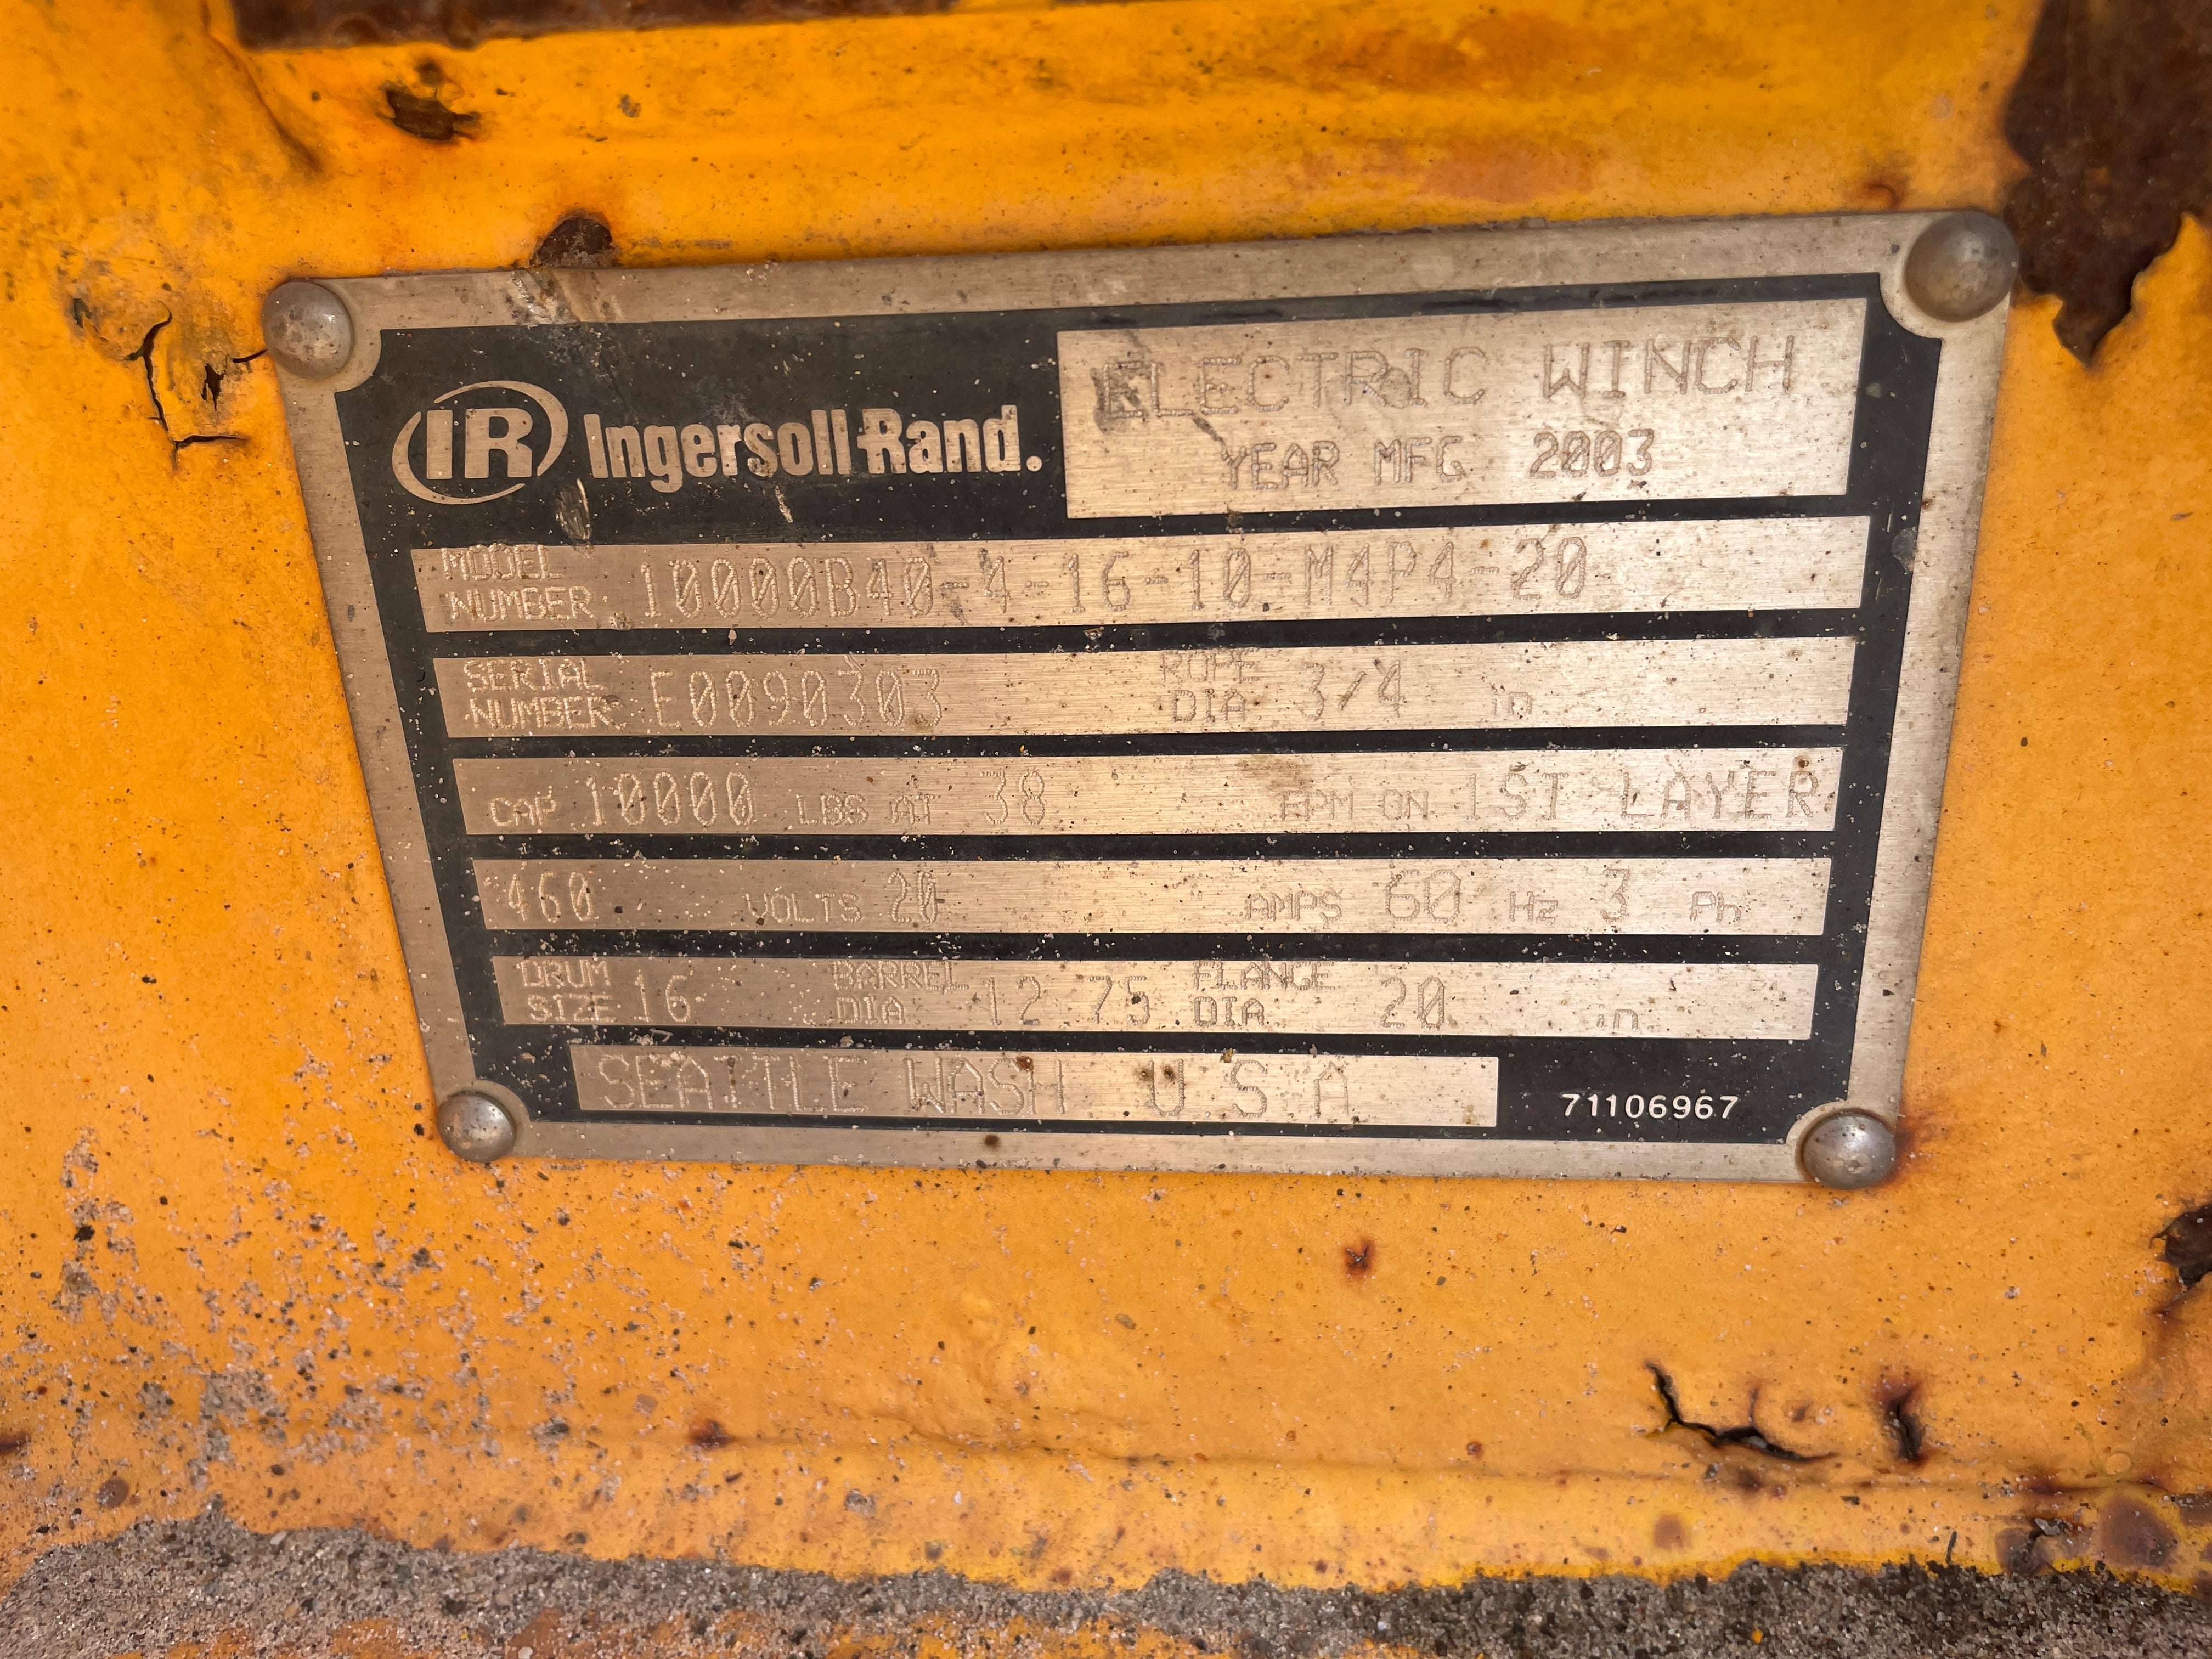 IR Ingersoll-Rand.
ELECTRIC WINCH
YEAR MFG 2003
MODEL NUMBER 10000B40-4-16-10-M4P4-20
SERIAL NUMBER E0090303 ROPE DIA 3/4 in
CAP 10000 LBS AT 38 FPM ON 1ST LAYER
460 VOLTS 20 AMPS 60 Hz 3 Ph
DRUM SIZE 16 BARREL DIA 12.75 FLANGE DIA 20 in
SEATTLE WASH U S A
71106967